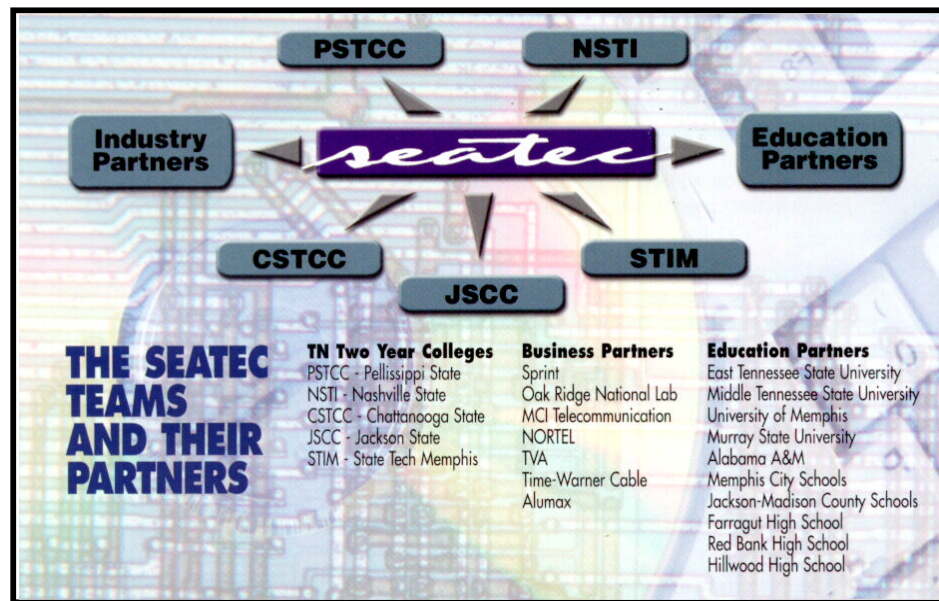 PSTCC
NSTI
Industry
Partners
seatec
Education
Partners
CSTCC
STIM
JSCC
THE SEATEC
TEAMS
AND THEIR
PARTNERS
TN Two Year Colleges
PSTCC - Pellissippi State
NSTI - Nashville State
CSTCC - Chattanooga State
JSCC - Jackson State
STIM - State Tech Memphis
Business Partners
Sprint
Oak Ridge National Lab
MCI Telecommunication
NORTEL
TVA
Time-Warner Cable
Alumax
Education Partners
East Tennessee State University
Middle Tennessee State University
University of Memphis
Murray State University
Alabama A&M
Memphis City Schools
Jackson-Madison County Schools
Farragut High School
Red Bank High School
Hillwood High School